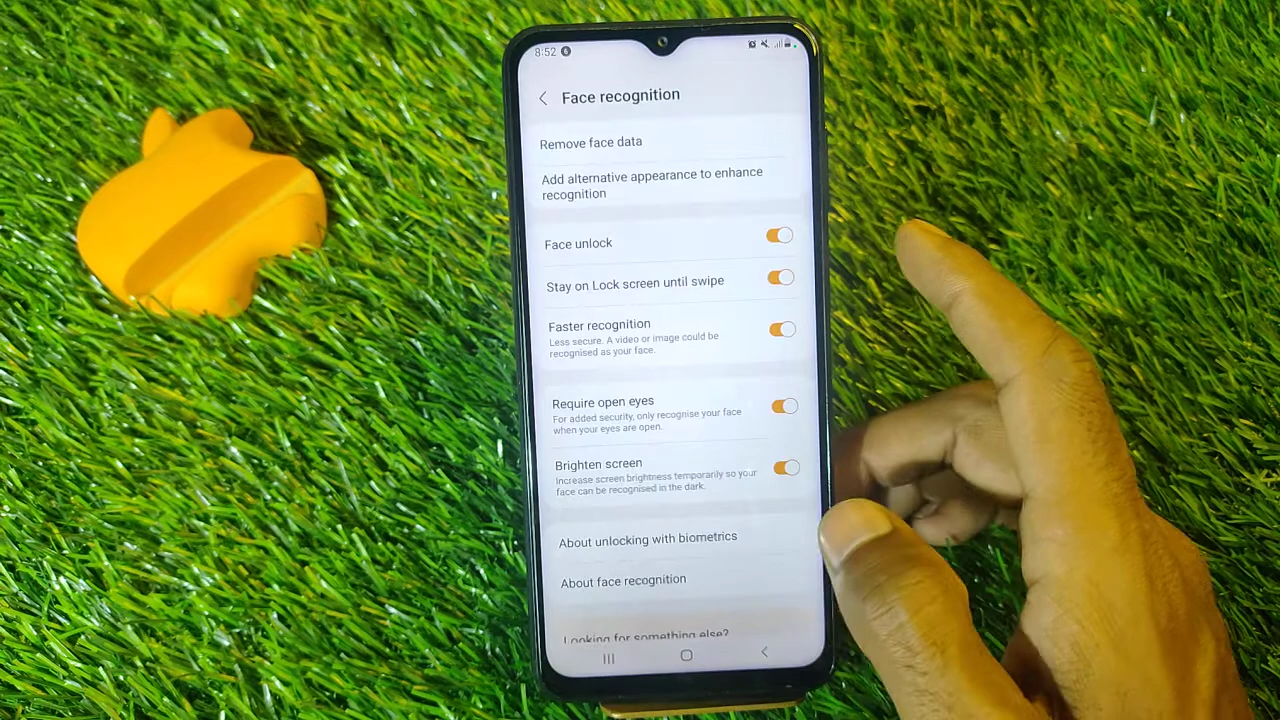 8:52
Face recognition
Remove face data
Add alternative appearance to enhance
recognition
Face unlock
Stay on Lock screen until swipe
Faster recognition
Less secure. A video or image could be
recognised as your face.
Require open eyes
For added security, only recognise your face
when your eyes are open.
Brighten screen
Increase screen brightness temporarily so your
face can be recognised in the dark.
About unlocking with biometrics
About face recognition
Looking for something else?